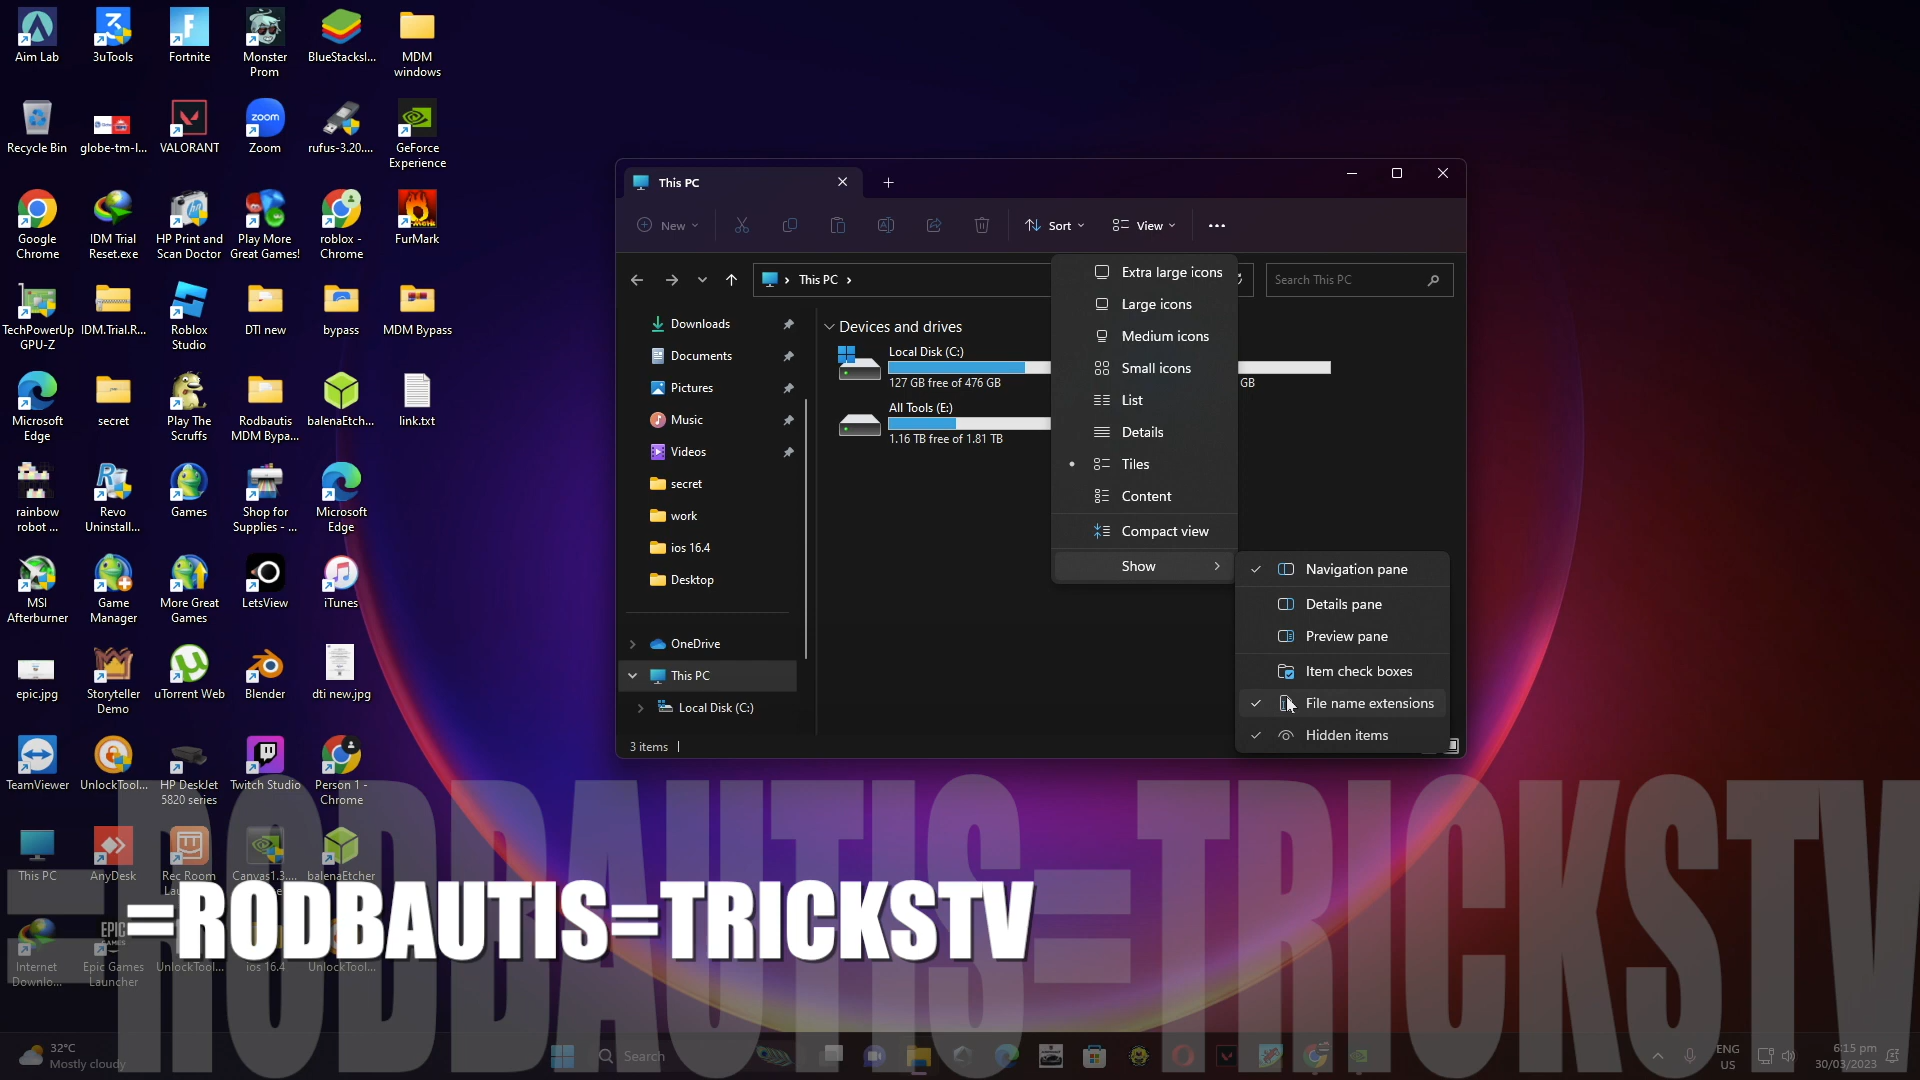 Aim Lab
3uTools
Fortnite
Monster
Prom
BlueStacksI...
MDM
windows
Recycle Bin
globe-tm-l...
VALORANT
zoom
Zoom
rufus-3.20....
GeForce
Experience
Google
Chrome
IDM Trial
Reset.exe
HP Print and
Scan Doctor
Play More
Great Games!
roblox -
Chrome
FurMark
TechPowerUp
GPU-Z
IDM.Trial.R...
Roblox
Studio
DTI new
bypass
MDM Bypass
Microsoft
Edge
secret
Play The
Scruffs
Rodbautis
MDM Bypa...
balenaEtch...
link.txt
rainbow
robot ...
Revo
Uninstall...
Games
Shop for
Supplies - ...
Microsoft
Edge
MSI
Afterburner
Game
Manager
More Great
Games
LetsView
iTunes
epic.jpg
Storyteller
Demo
uTorrent Web
Blender
dti new.jpg
TeamViewer
UnlockTool...
HP DeskJet
5820 series
Twitch Studio
Person 1 -
Chrome
This PC
AnyDesk
Rec Room
Canvas1.3....
balenaEtcher
Internet
Downlo...
EPIC
Epic Games
Launcher
UnlockTool...
ios 16.4
UnlockTool...
This PC
New
Sort
View
This PC
Search This PC
Downloads
Documents
Pictures
Music
Videos
secret
work
ios 16.4
Desktop
OneDrive
This PC
Local Disk (C:)
3 items
Devices and drives
Local Disk (C:)
127 GB free of 476 GB
GB
All Tools (E:)
1.16 TB free of 1.81 TB
Extra large icons
Large icons
Medium icons
Small icons
List
Details
Tiles
Content
Compact view
Show
Navigation pane
Details pane
Preview pane
Item check boxes
File name extensions
Hidden items
=RODBAUTIS=TRICKSTV
=RODBAUTIS=TRICKSTV
32°C
Mostly cloudy
Search
ENG
US
6:15 pm
30/03/2023